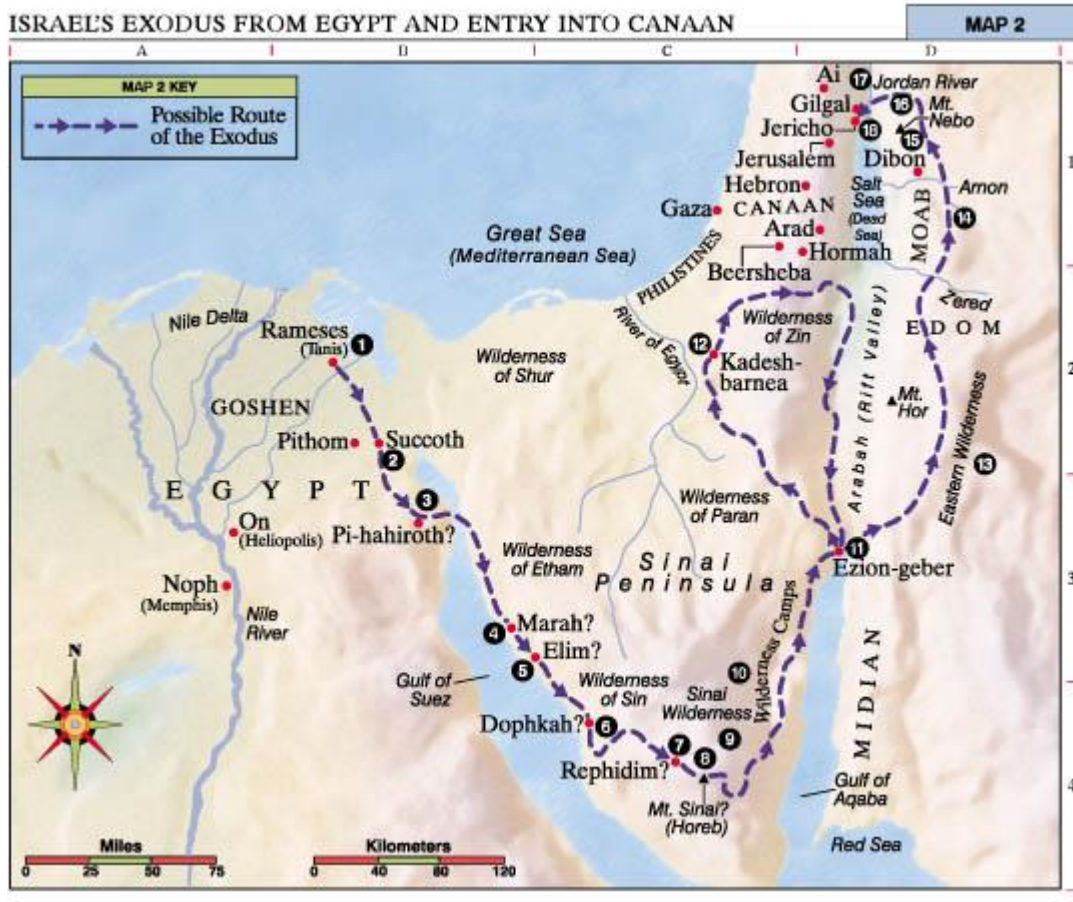 ISRAEL'S EXODUS FROM EGYPT AND ENTRY INTO CANAAN
MAP 2
A B C D
MAP 2 KEY
Possible Route
of the Exodus
Ai
17
Jordan River
Gilgal
16
Mt.
Nebo
Jericho
18
15
Jerusalem
Dibon
1
Hebron
Salt
Sea
(Dead
Sea)
Arnon
Gaza
CANAAN
MOAB
14
Arad
Great Sea
(Mediterranean Sea)
Hormah
Beersheba
PHILISTINES
Zered
Nile Delta
River of Egypt
EDOM
Rameses
(Tanis)
1
Wilderness
of Zin
12
Wilderness
of Shur
Kadesh-
barnea
2
Arabah (Rift Valley)
Mt.
Hor
GOSHEN
Eastern Wilderness
Pithom
Succoth
2
13
EGYPT
3
Wilderness
of Paran
On
(Heliopolis)
Pi-hahiroth?
Wilderness
of Etham
Sinai
Peninsula
11
Ezion-geber
Noph
(Memphis)
3
Nile
River
Marah?
4
Elim?
5
Wilderness Camps
N
Gulf of
Suez
Wilderness
of Sin
10
Sinai
Wilderness
MIDIAN
Dophkah?
6
7
8
9
Rephidim?
4
Gulf of
Aqaba
Mt. Sinai?
(Horeb)
Red Sea
Miles
0 25 50 75
Kilometers
0 40 80 120